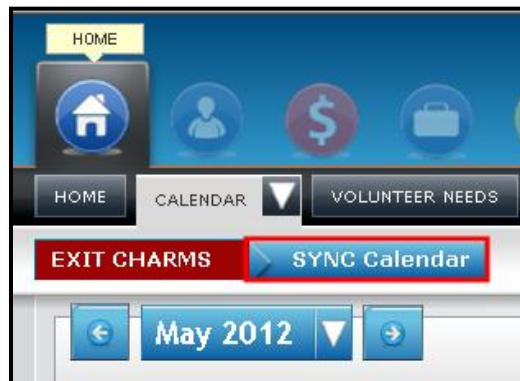 HOME
HOME CALENDAR VOLUNTEER NEEDS
EXIT CHARMS SYNC Calendar
May 2012